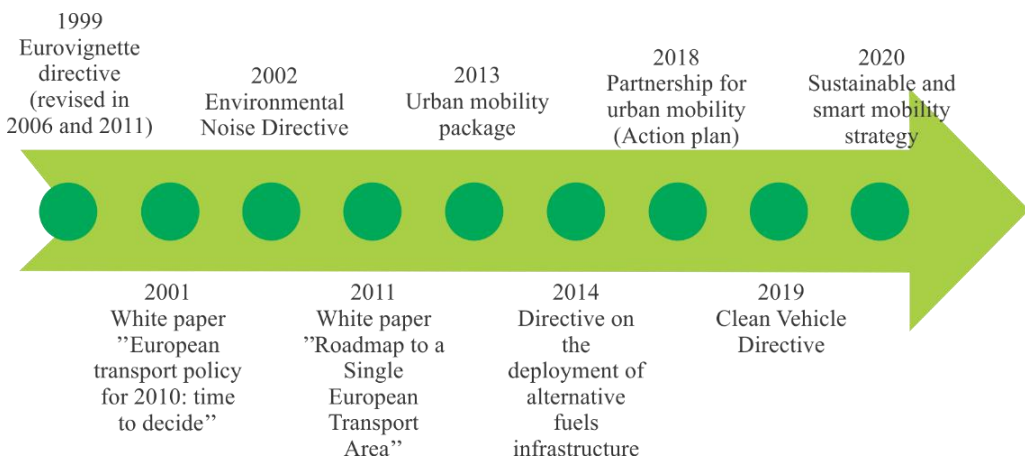 1999
Eurovignette
directive
(revised in
2006 and 2011)
2001
White paper
”European
transport policy
for 2010: time
to decide”
2002
Environmental
Noise Directive
2011
White paper
”Roadmap to a
Single
European
Transport
Area”
2013
Urban mobility
package
2014
Directive on
the
deployment of
alternative
fuels
infrastructure
2018
Partnership for
urban mobility
(Action plan)
2019
Clean Vehicle
Directive
2020
Sustainable and
smart mobility
strategy